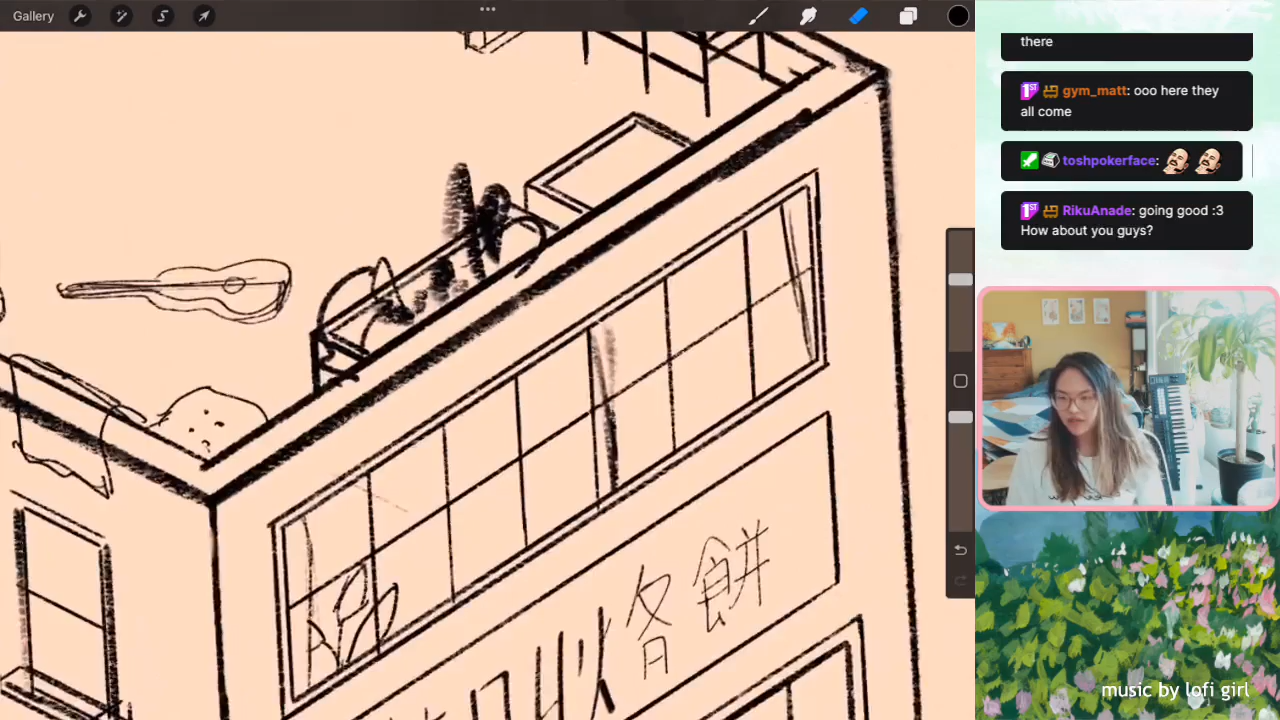 Gallery
there
gym_matt: ooo here they
all come
toshpokerface:
RikuAnade: going good :3
How about you guys?
餅
music by lofi girl